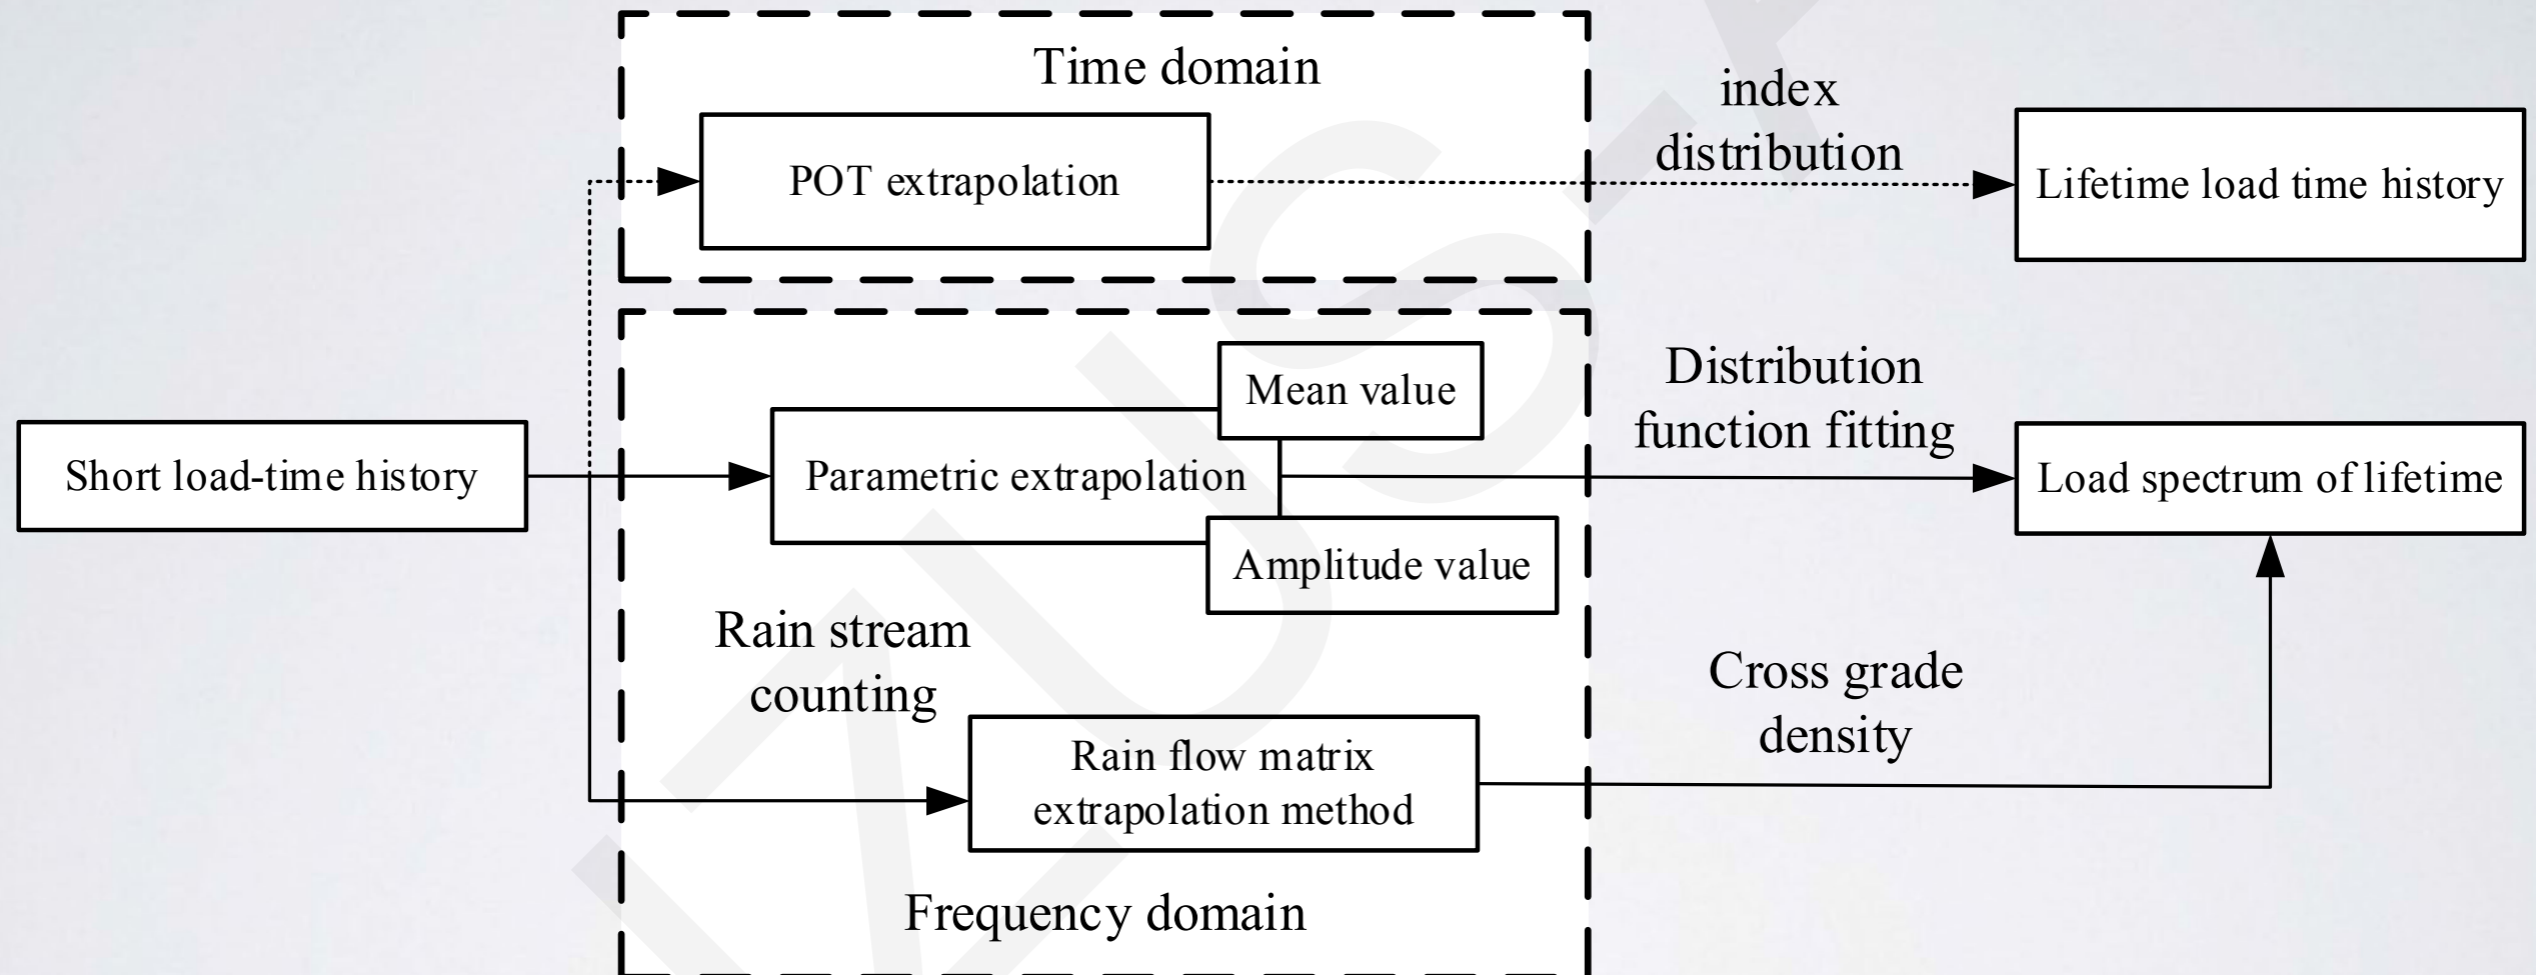 Time domain
index
distribution
POT extrapolation
Lifetime load time history
Mean value
Distribution
function fitting
Short load-time history
Parametric extrapolation
Load spectrum of lifetime
Amplitude value
Rain stream
counting
Cross grade
density
Rain flow matrix
extrapolation method
Frequency domain